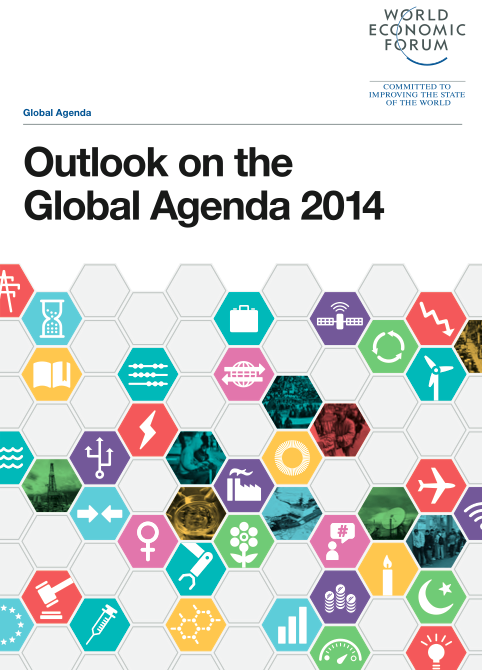 WORLD
ECONOMIC
FORUM
COMMITTED TO
IMPROVING THE STATE
OF THE WORLD
Global Agenda
Outlook on the
Global Agenda 2014
#